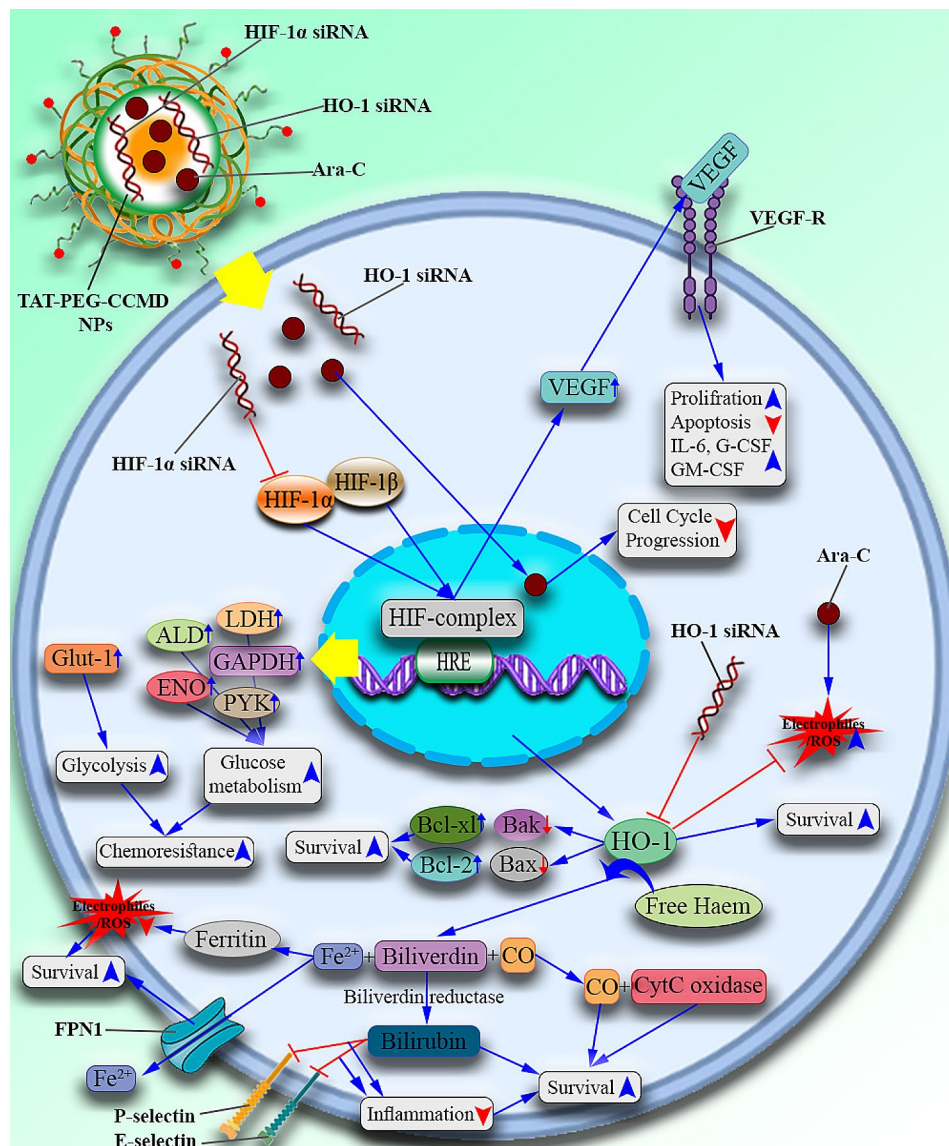 HIF-1α siRNA
HO-1 siRNA
Ara-C
TAT-PEG-CCMD
NPs
HO-1 siRNA
HIF-1α siRNA
VEGF
VEGF-R
VEGF
Prolifration
Apoptosis
IL-6, G-CSF
GM-CSF
HIF-1α
HIF-1β
Cell Cycle
Progression
Ara-C
HO-1 siRNA
HIF-complex
HRE
LDH
ALD
GAPDH
Glut-1
ENO
PYK
Glycolysis
Glucose
metabolism
Chemoresistance
Electrophiles
/ROS
Survival
Bcl-xl
Bak
Survival
Bcl-2
Bax
HO-1
Free Haem
Electrophiles
/ROS
Ferritin
Survival
Fe2+ + Biliverdin + CO
Biliverdin reductase
CO + CytC oxidase
FPN1
Fe2+
Bilirubin
Survival
Inflammation
P-selectin
E-selectin